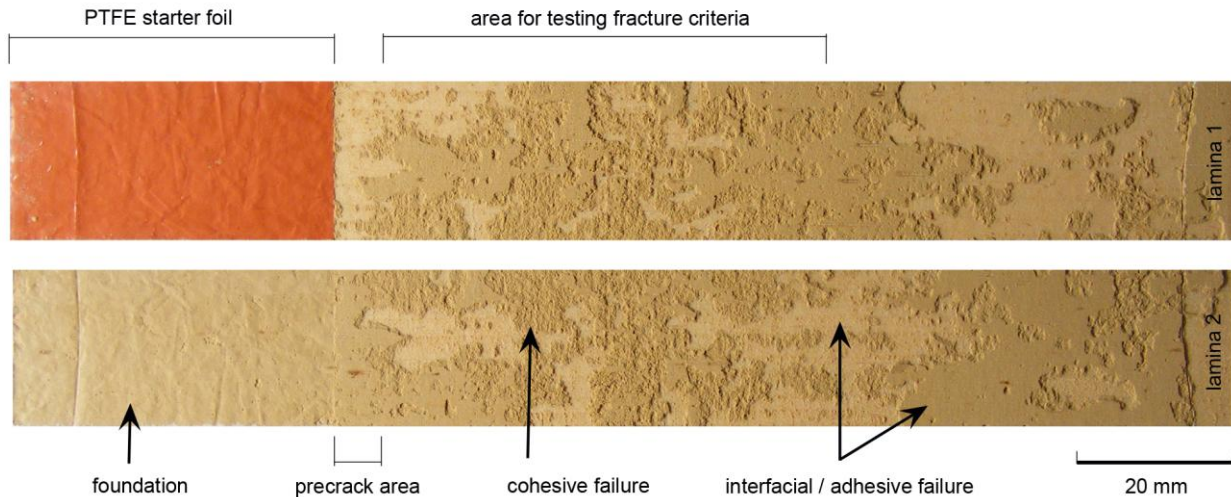 PTFE starter foil
area for testing fracture criteria
lamina 1
lamina 2
foundation
precrack area
cohesive failure
interfacial / adhesive failure
20 mm